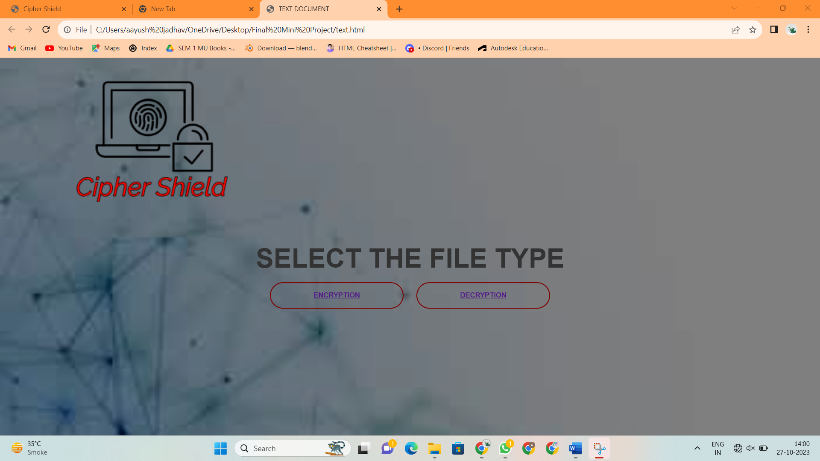 Cipher Shield
New Tab
TEXT DOCUMENT
File
C:/Users/aayush%20jadhav/OneDrive/Desktop/Final%20Mini%20Project/text.html
Gmail
YouTube
Maps
Index
SEM 1 MU Books -...
Download — blend...
HTML Cheatsheet |...
• Discord | Friends
Autodesk Educatio...
Cipher Shield
SELECT THE FILE TYPE
ENCRYPTION
DECRYPTION
35°C
Smoke
Search
ENG
IN
14:00
27-10-2023